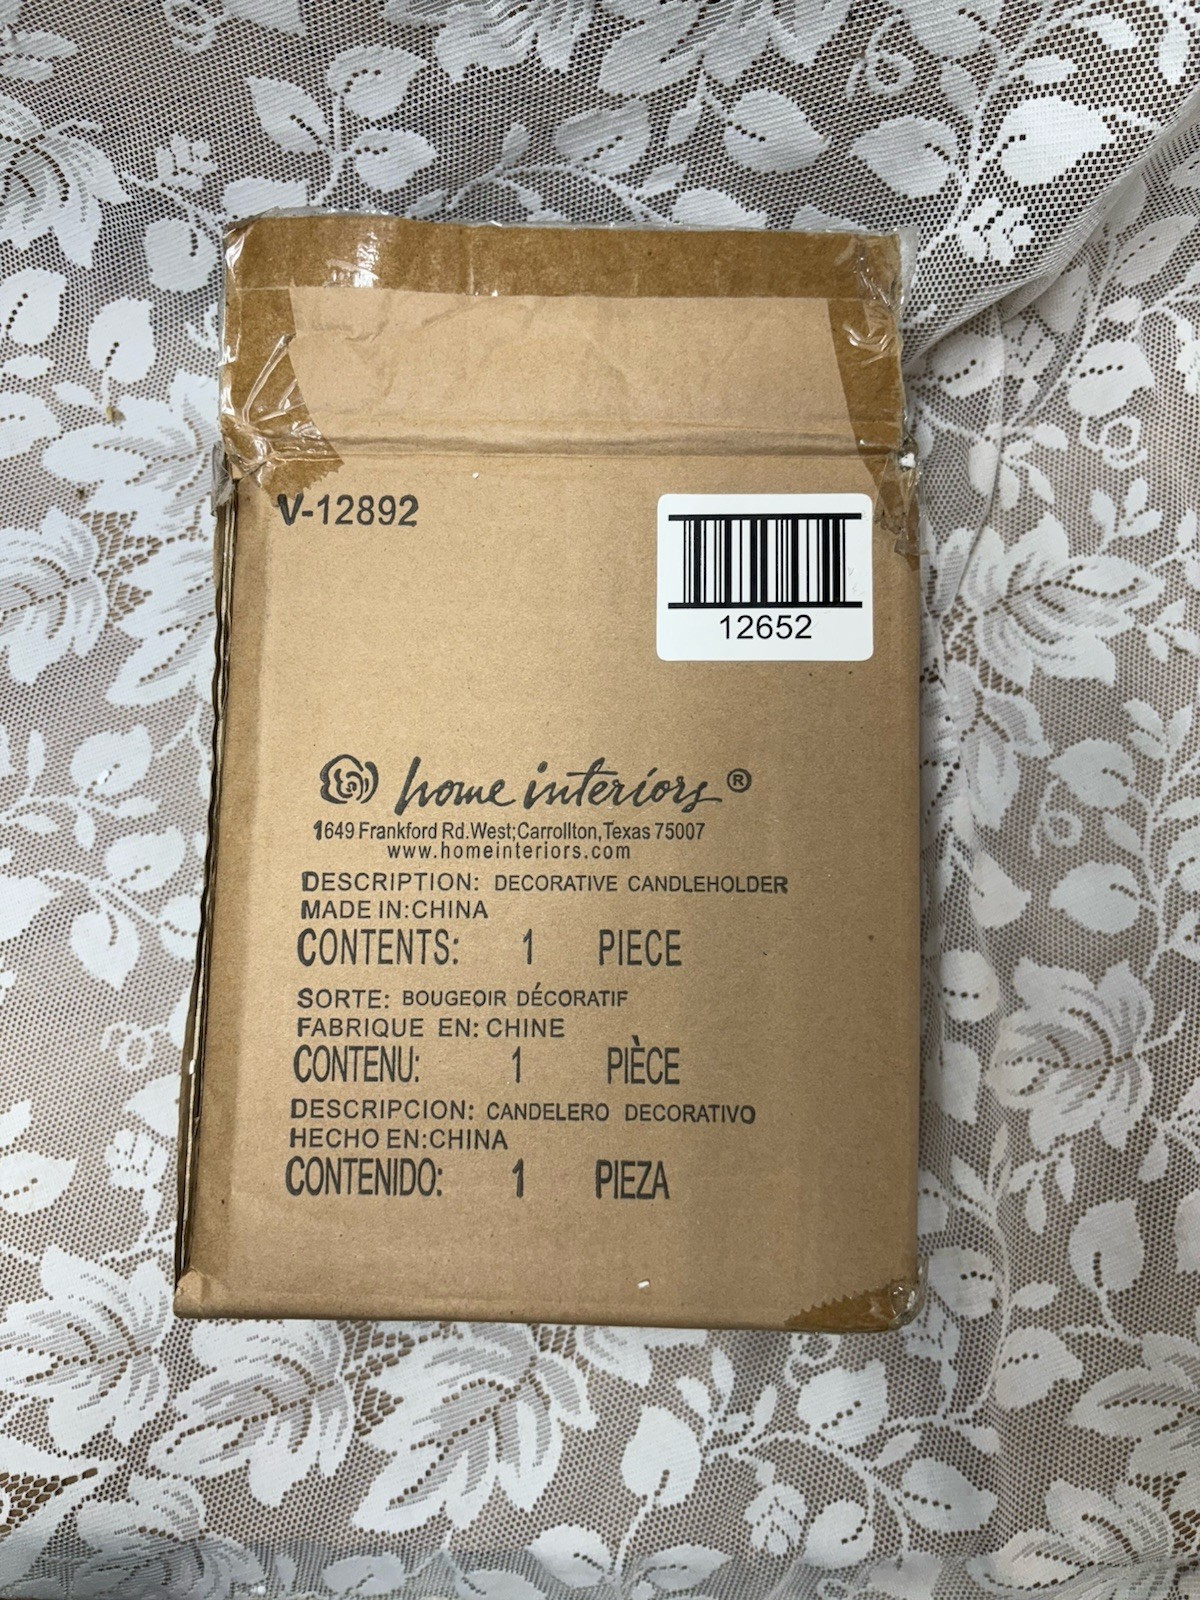 V-12892
12652
home interiors ®
1649 Frankford Rd.West;Carrollton,Texas 75007
www.homeinteriors.com
DESCRIPTION: DECORATIVE CANDLEHOLDER
MADE IN:CHINA
CONTENTS: 1 PIECE
SORTE: BOUGEOIR DÉCORATIF
FABRIQUE EN: CHINE
CONTENU: 1 PIÈCE
DESCRIPCION: CANDELERO DECORATIVO
HECHO EN:CHINA
CONTENIDO: 1 PIEZA